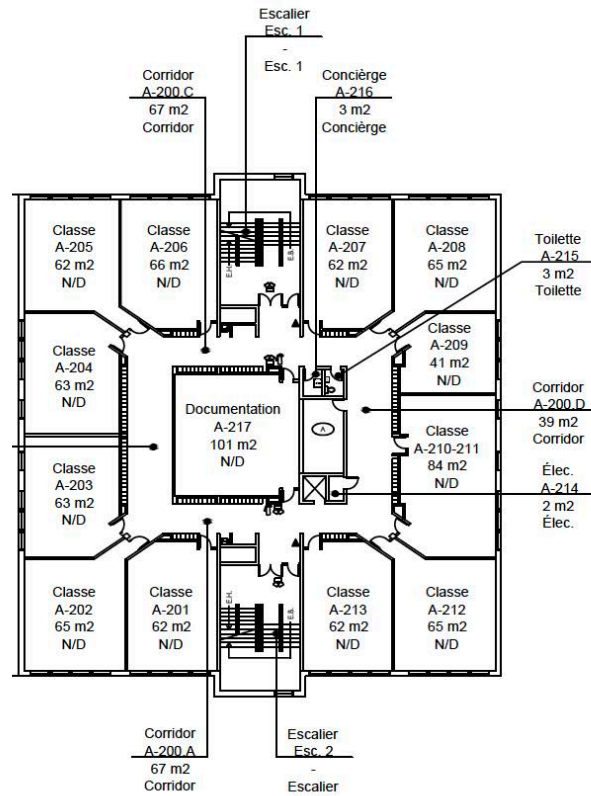 Escalier
Esc. 1
-
Esc. 1
Corridor
A-200.C
67 m2
Corridor
Concièrge
A-216
3 m2
Concièrge
Classe
A-205
62 m2
N/D
Classe
A-206
66 m2
N/D
E.H.
E.B.
Classe
A-207
62 m2
N/D
Classe
A-208
65 m2
N/D
Toilette
A-215
3 m2
Toilette
Classe
A-204
63 m2
N/D
Classe
A-209
41 m2
N/D
Documentation
A-217
101 m2
N/D
A
Corridor
A-200.D
39 m2
Corridor
Classe
A-210-211
84 m2
N/D
Classe
A-203
63 m2
N/D
Élec.
A-214
2 m2
Élec.
Classe
A-202
65 m2
N/D
Classe
A-201
62 m2
N/D
E.H.
E.B.
Classe
A-213
62 m2
N/D
Classe
A-212
65 m2
N/D
Corridor
A-200.A
67 m2
Corridor
Escalier
Esc. 2
-
Escalier